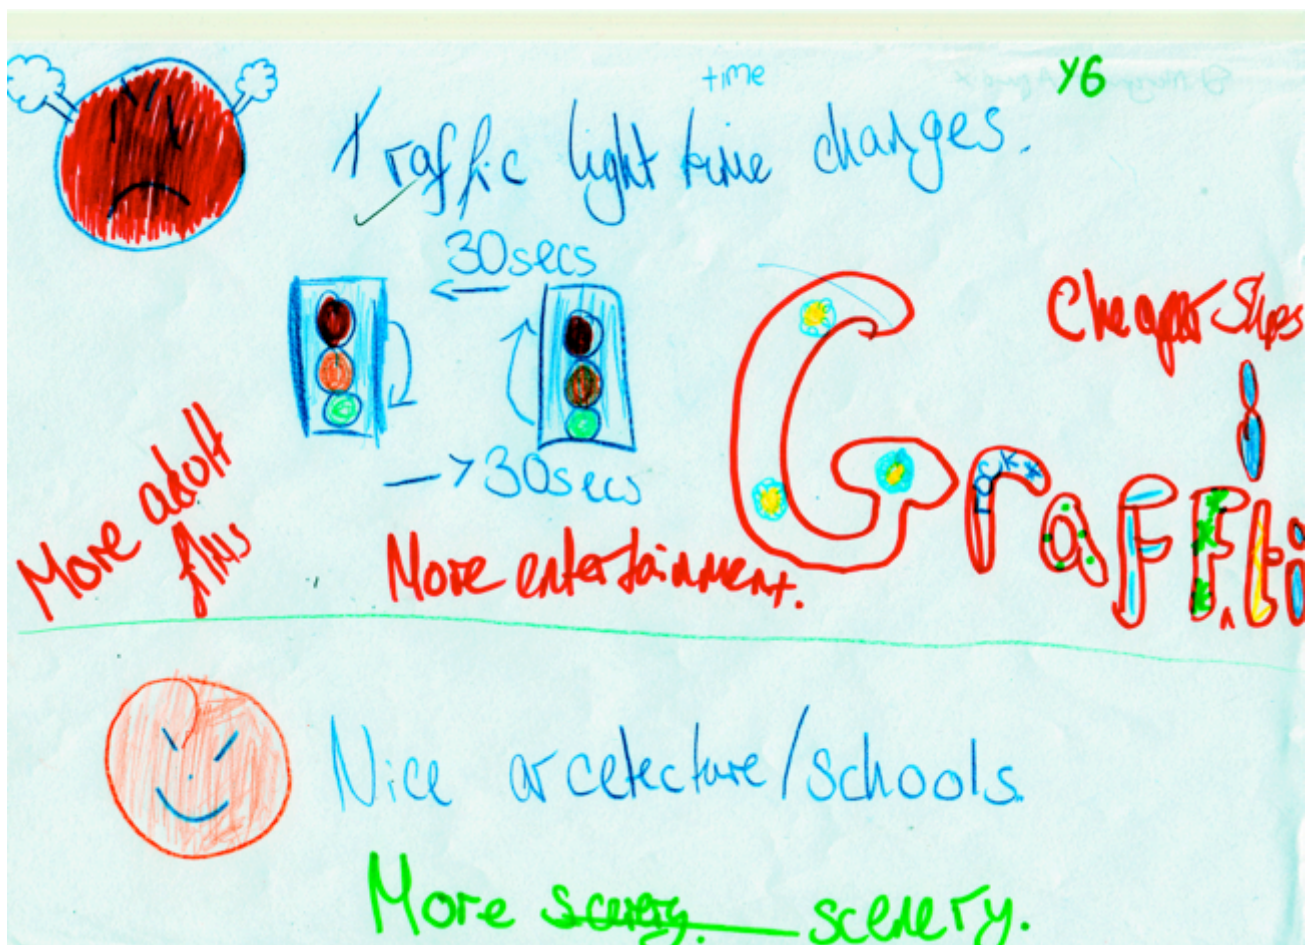 time
Y6
Traffic light time changes.
30secs
Cheaper Shops
30secs
Graffiti
More adult
films
More entertainment.
Nice arcetecture/schools.
More scenery. scenery.